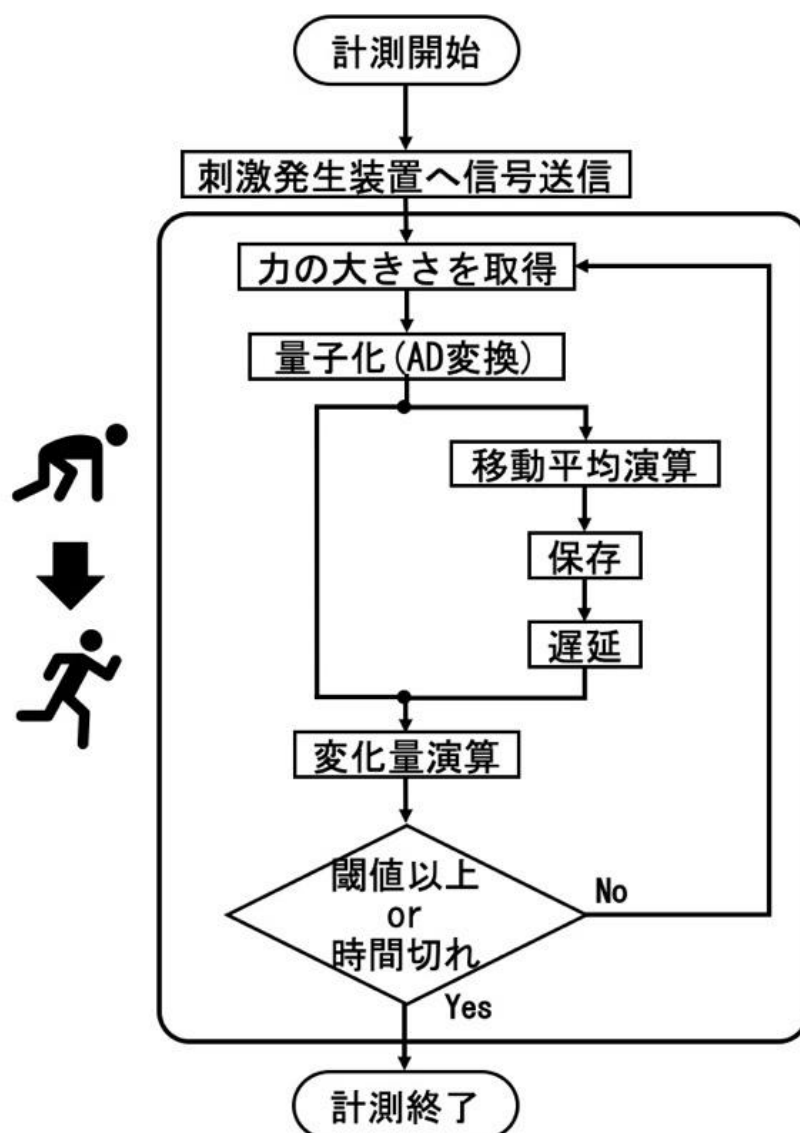 計測開始
刺激発生装置へ信号送信
力の大きさを取得
量子化(AD変換)
移動平均演算
保存
遅延
変化量演算
閾値以上
or
時間切れ
No
Yes
計測終了